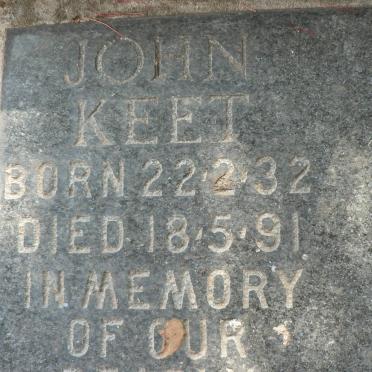 JOHN
KEET
BORN 22·2·32
DIED 18·5·91
IN MEMORY
OF OUR